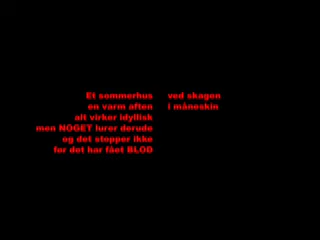 Et sommerhus ved skagen
en varm aften i måneskin
alt virker idyllisk
men NOGET lurer derude
og det stopper ikke
før det har fået BLOD